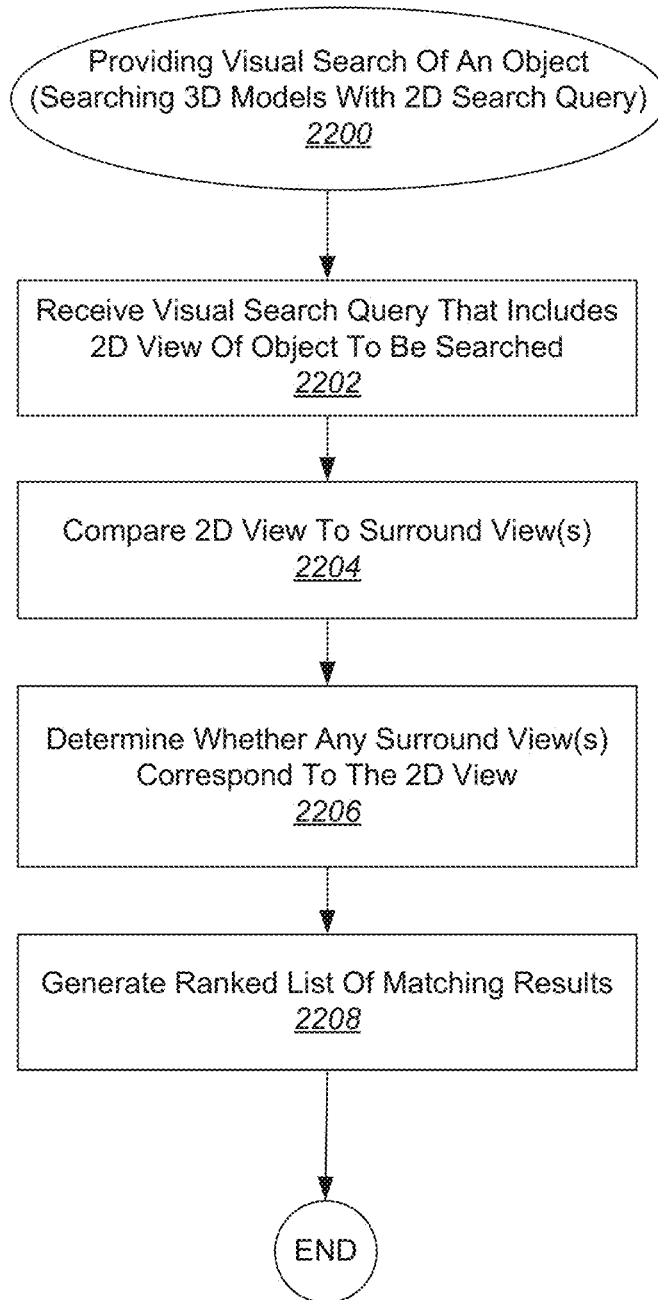 Providing Visual Search Of An Object
(Searching 3D Models With 2D Search Query)
2200
Receive Visual Search Query That Includes
2D View Of Object To Be Searched
2202
Compare 2D View To Surround View(s)
2204
Determine Whether Any Surround View(s)
Correspond To The 2D View
2206
Generate Ranked List Of Matching Results
2208
END